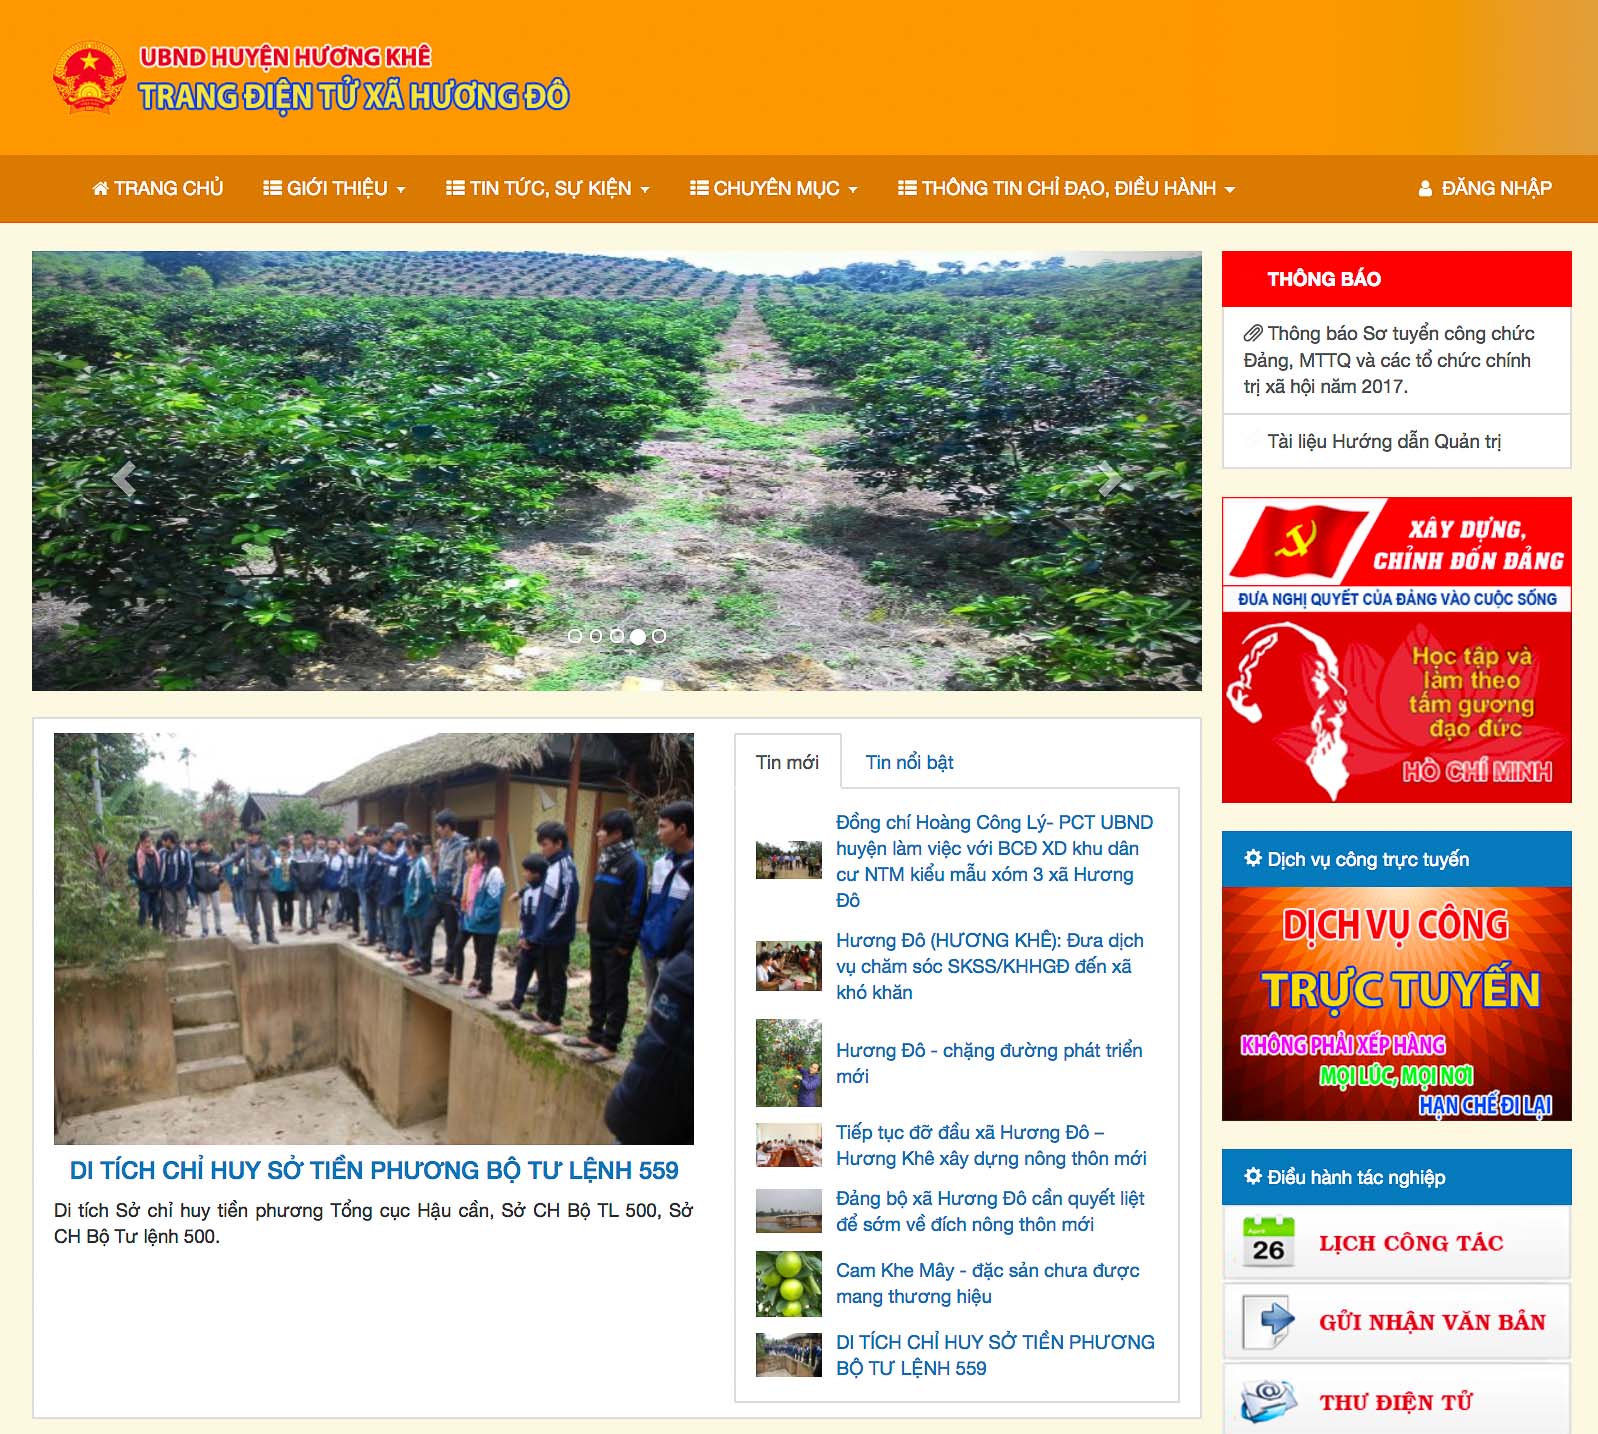 UBND HUYỆN HƯƠNG KHÊ
TRANG ĐIỆN TỬ XÃ HƯƠNG ĐÔ
TRANG CHỦ GIỚI THIỆU TIN TỨC, SỰ KIỆN CHUYÊN MỤC THÔNG TIN CHỈ ĐẠO, ĐIỀU HÀNH ĐĂNG NHẬP
THÔNG BÁO
Thông báo Sơ tuyển công chức
Đảng, MTTQ và các tổ chức chính
trị xã hội năm 2017.
Tài liệu Hướng dẫn Quản trị
XÂY DỰNG,
CHỈNH ĐỐN ĐẢNG
ĐƯA NGHỊ QUYẾT CỦA ĐẢNG VÀO CUỘC SỐNG
Học tập và
làm theo
tấm gương
đạo đức
HỒ CHÍ MINH
DI TÍCH CHỈ HUY SỞ TIỀN PHƯƠNG BỘ TƯ LỆNH 559
Di tích Sở chỉ huy tiền phương Tổng cục Hậu cần, Sở CH Bộ TL 500, Sở
CH Bộ Tư lệnh 500.
Tin mới Tin nổi bật
Đồng chí Hoàng Công Lý- PCT UBND
huyện làm việc với BCĐ XD khu dân
cư NTM kiểu mẫu xóm 3 xã Hương
Đô
Hương Đô (HƯƠNG KHÊ): Đưa dịch
vụ chăm sóc SKSS/KHHGĐ đến xã
khó khăn
Hương Đô - chặng đường phát triển
mới
Tiếp tục đỡ đầu xã Hương Đô –
Hương Khê xây dựng nông thôn mới
Đảng bộ xã Hương Đô cần quyết liệt
để sớm về đích nông thôn mới
Cam Khe Mây - đặc sản chưa được
mang thương hiệu
DI TÍCH CHỈ HUY SỞ TIỀN PHƯƠNG
BỘ TƯ LỆNH 559
Dịch vụ công trực tuyến
DỊCH VỤ CÔNG
TRỰC TUYẾN
KHÔNG PHẢI XẾP HÀNG
MỌI LÚC, MỌI NƠI
HẠN CHẾ ĐI LẠI
Điều hành tác nghiệp
April
26
LỊCH CÔNG TÁC
GỬI NHẬN VĂN BẢN
THƯ ĐIỆN TỬ